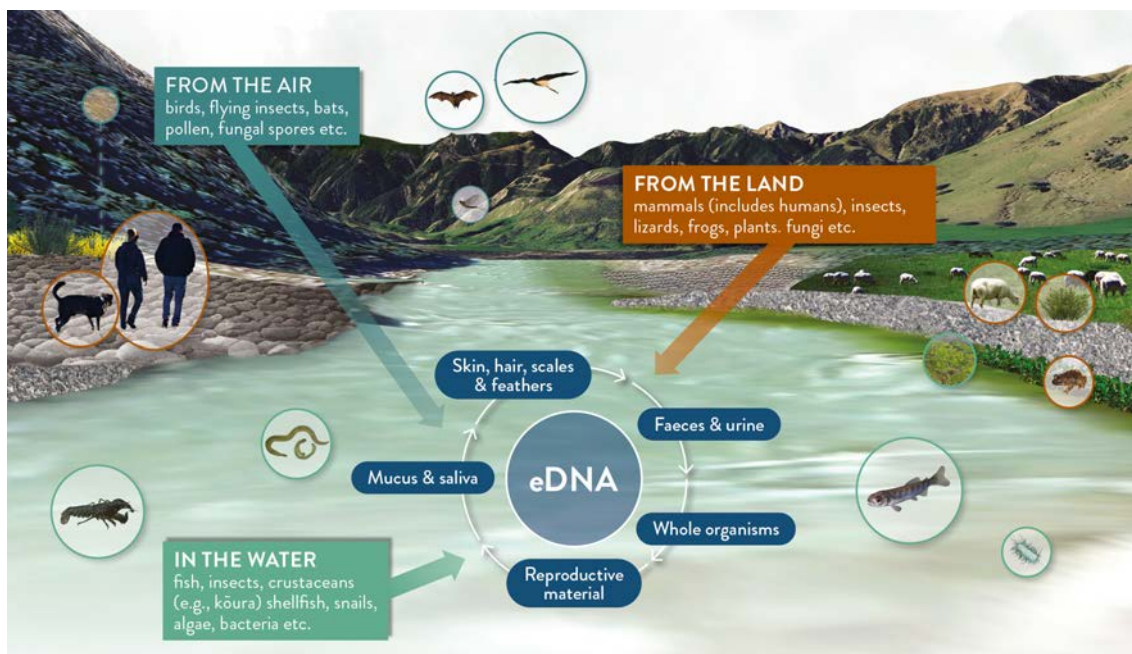 FROM THE AIR
birds, flying insects, bats,
pollen, fungal spores etc.
FROM THE LAND
mammals (includes humans), insects,
lizards, frogs, plants. fungi etc.
Skin, hair, scales
& feathers
Faeces & urine
Mucus & saliva
eDNA
Whole organisms
Reproductive
material
IN THE WATER
fish, insects, crustaceans
(e.g., kōura) shellfish, snails,
algae, bacteria etc.